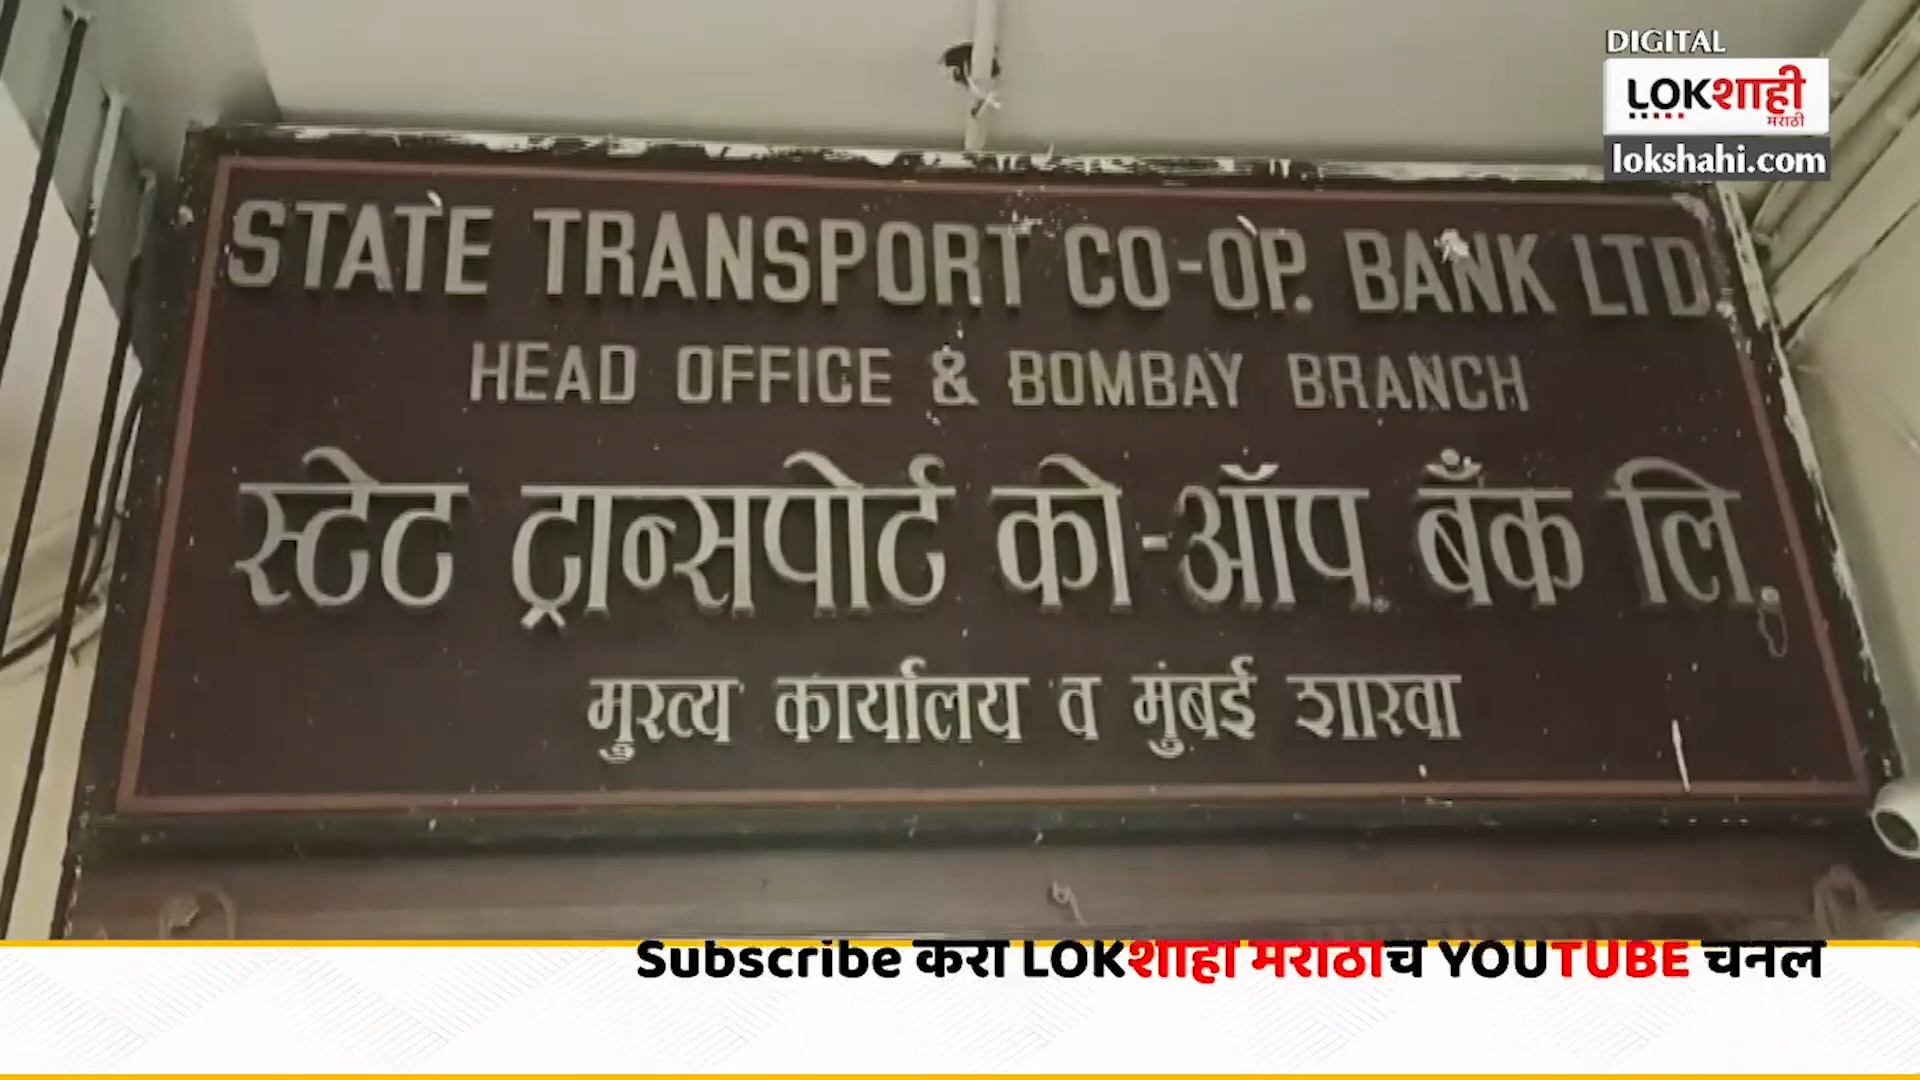 DIGITAL
LOKशाही
मराठी
lokshahi.com
STATE TRANSPORT CO-OP. BANK LTD.
HEAD OFFICE & BOMBAY BRANCH
स्टेट ट्रान्सपोर्ट को-ऑप बँक लि.
मुख्य कार्यालय व मुंबई शाखा
Subscribe करा LOKशाही मराठीचे YOUTUBE चॅनल